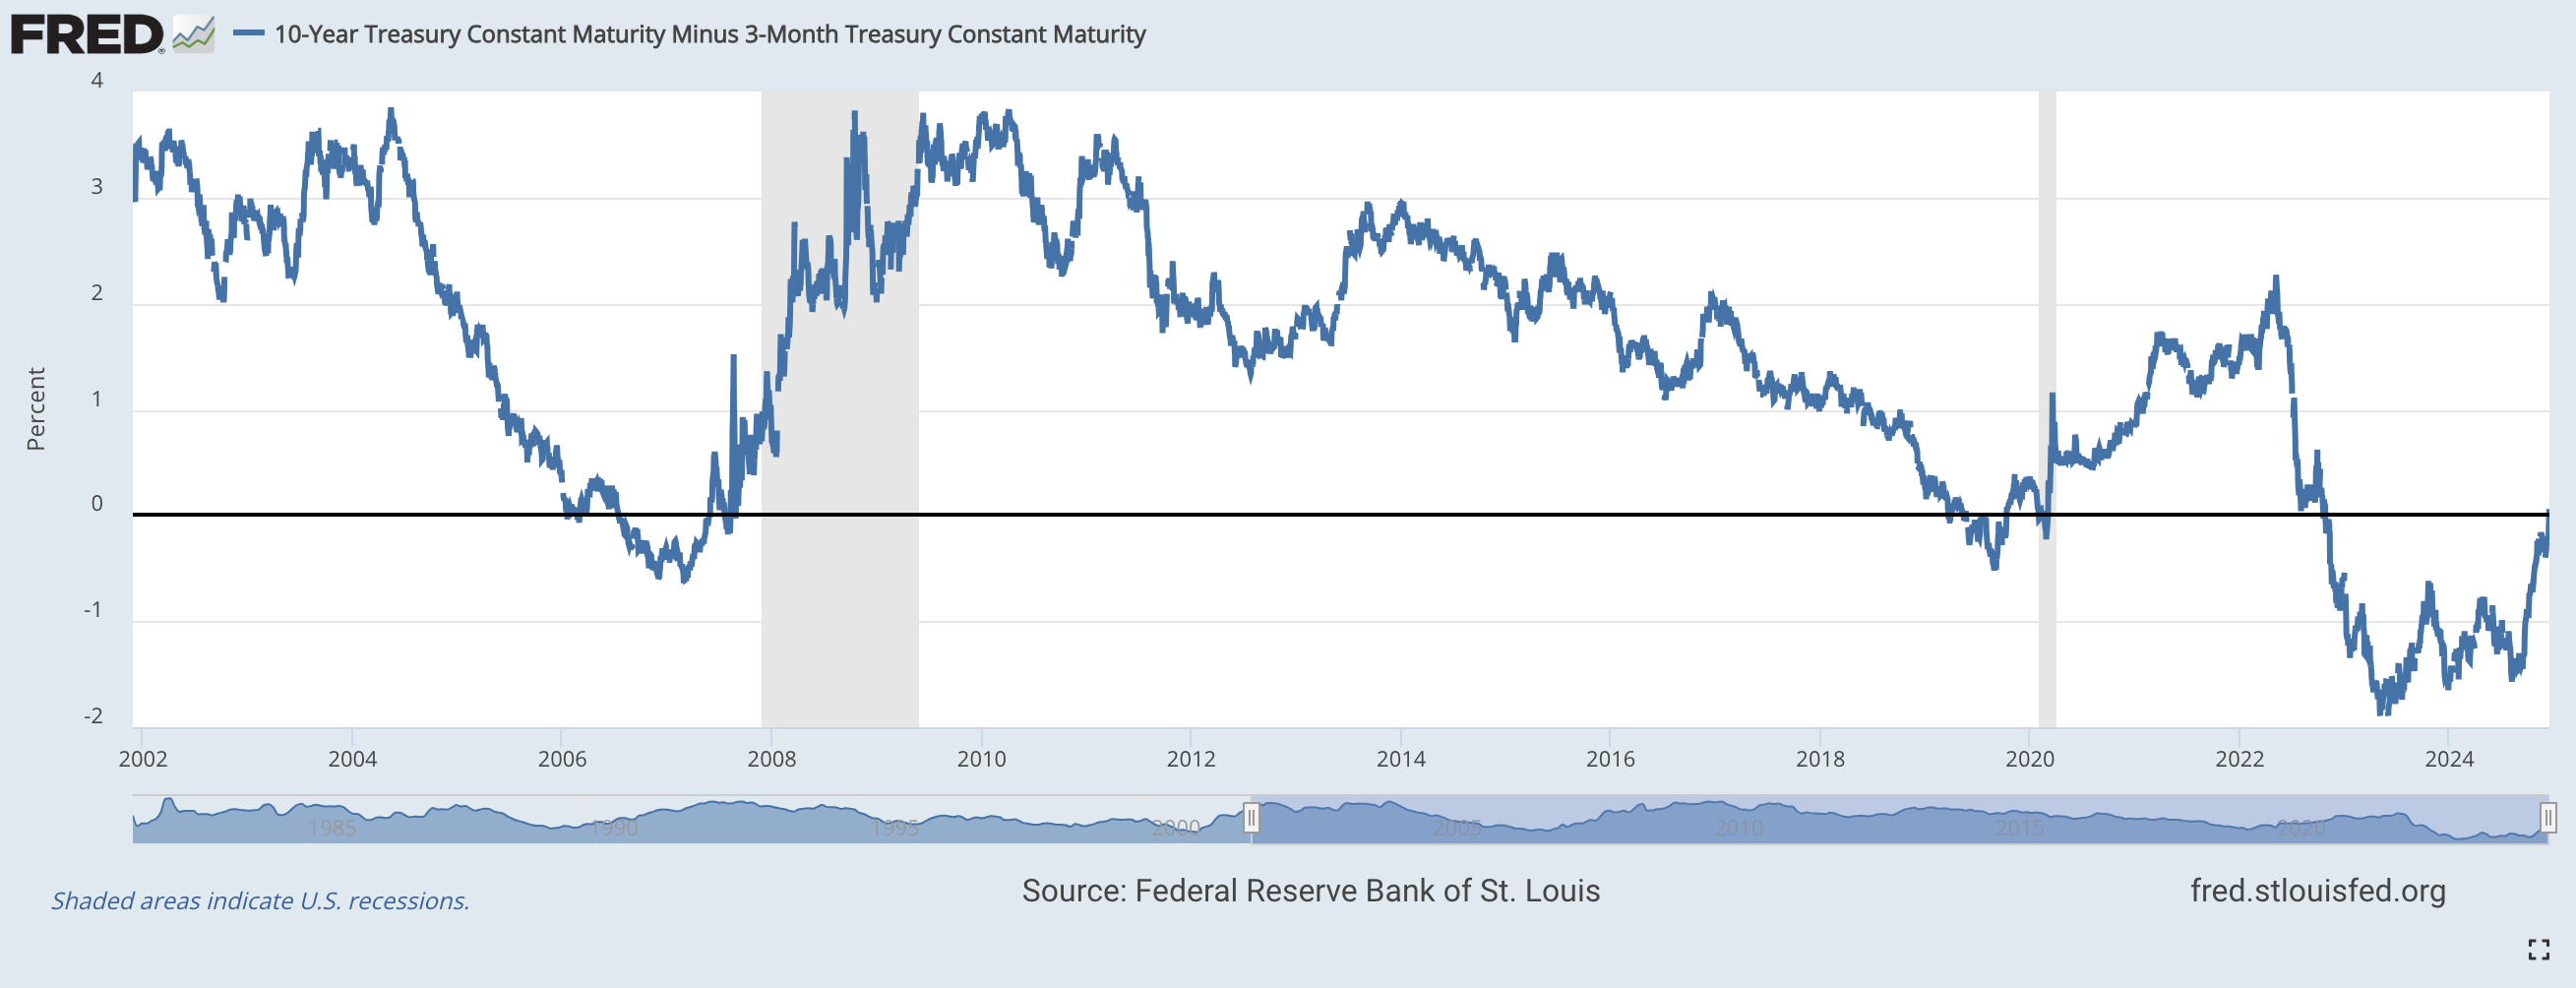 FRED® 10-Year Treasury Constant Maturity Minus 3-Month Treasury Constant Maturity
4
3
2
1
0
-1
-2
Percent
2002 2004 2006 2008 2010 2012 2014 2016 2018 2020 2022 2024
1985 1990 1995 2000 2005 2010 2015 2020
Shaded areas indicate U.S. recessions. Source: Federal Reserve Bank of St. Louis fred.stlouisfed.org